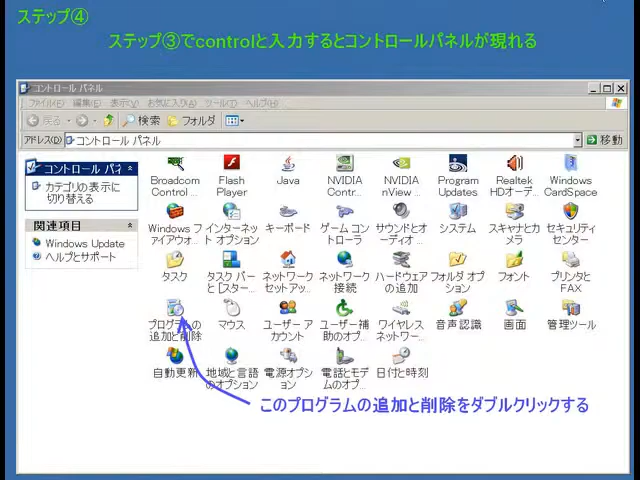 ステップ④
ステップ③でcontrolと入力するとコントロールパネルが現れる
コントロール パネル
ファイル(F) 編集(E) 表示(V) お気に入り(A) ツール(T) ヘルプ(H)
戻る 検索 フォルダ
アドレス(D) コントロール パネル 移動
コントロール パネ
カテゴリの表示に
切り替える
関連項目
Windows Update
ヘルプとサポート
Broadcom
Control ...
Flash
Player
Java
NVIDIA
Contr...
NVIDIA
nView ...
Program
Updates
Realtek
HDオーデ...
Windows
CardSpace
Windows フ
ァイアウォ...
インターネッ
ト オプション
キーボード
ゲーム コン
トローラ
サウンドとオ
ーディオ ...
システム
スキャナとカ
メラ
セキュリティ
センター
タスク
タスク バー
と [スター...
ネットワーク
セットアッ...
ネットワーク
接続
ハードウェア
の追加
フォルダ オプ
ション
フォント
プリンタと
FAX
プログラムの
追加と削除
マウス
ユーザー ア
カウント
ユーザー補
助のオプ...
ワイヤレス
ネットワー...
音声認識
画面
管理ツール
自動更新
地域と言語
のオプション
電源オプシ
ョン
電話とモデ
ムのオプ...
日付と時刻
このプログラムの追加と削除をダブルクリックする